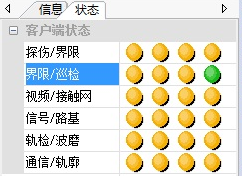 信息 状态
客户端状态
探伤/界限
界限/巡检
视频/接触网
信号/路基
轨检/波磨
通信/轨廓